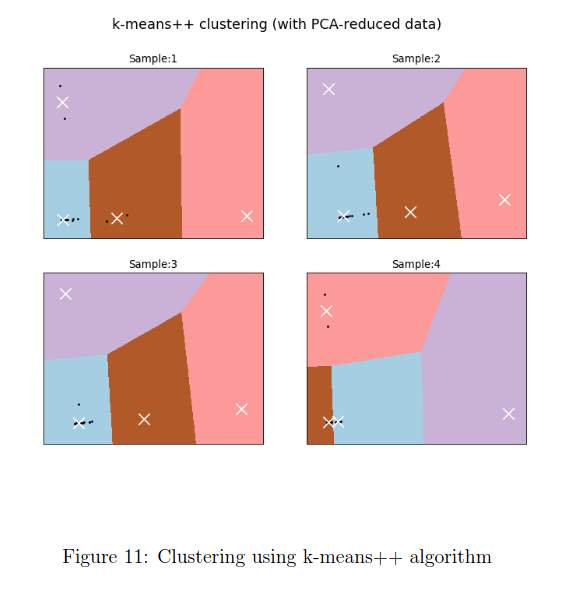 k-means++ clustering (with PCA-reduced data)
Sample:1
Sample:2
Sample:3
Sample:4
Figure 11: Clustering using k-means++ algorithm